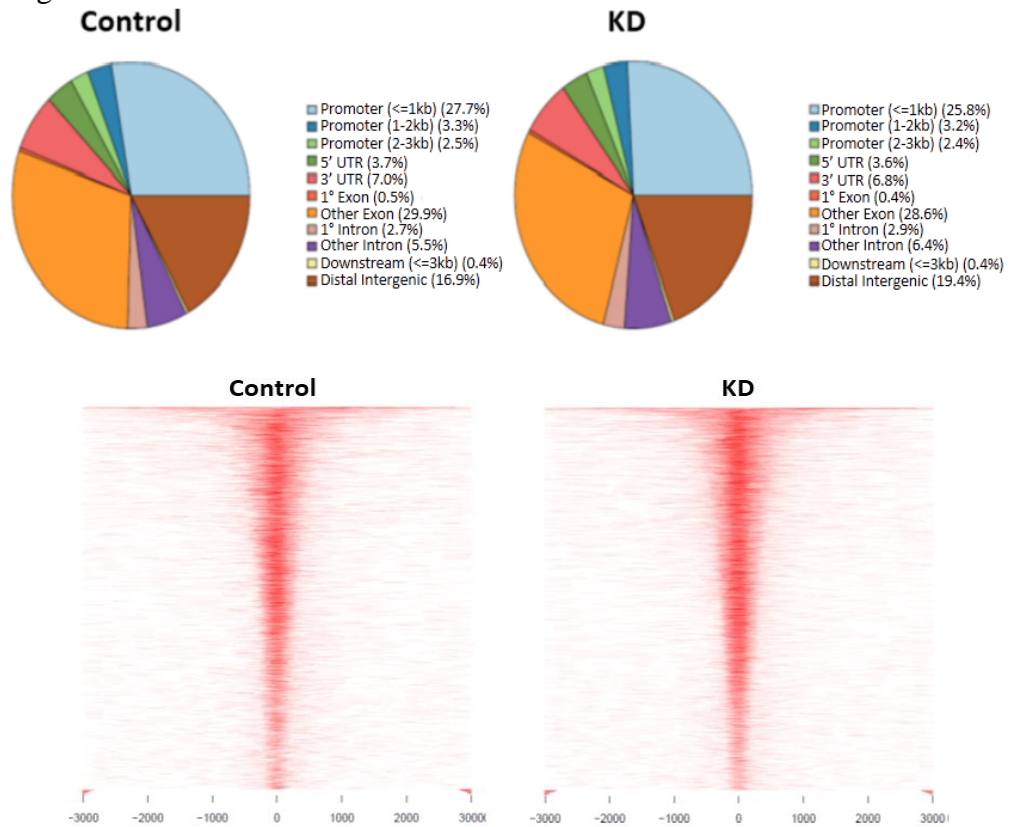 Control
KD
Promoter (<=1kb) (27.7%)
Promoter (1-2kb) (3.3%)
Promoter (2-3kb) (2.5%)
5' UTR (3.7%)
3' UTR (7.0%)
1° Exon (0.5%)
Other Exon (29.9%)
1° Intron (2.7%)
Other Intron (5.5%)
Downstream (<=3kb) (0.4%)
Distal Intergenic (16.9%)
Promoter (<=1kb) (25.8%)
Promoter (1-2kb) (3.2%)
Promoter (2-3kb) (2.4%)
5' UTR (3.6%)
3' UTR (6.8%)
1° Exon (0.4%)
Other Exon (28.6%)
1° Intron (2.9%)
Other Intron (6.4%)
Downstream (<=3kb) (0.4%)
Distal Intergenic (19.4%)
Control
KD
−3000 −2000 −1000 0 1000 2000 3000
−3000 −2000 −1000 0 1000 2000 3000